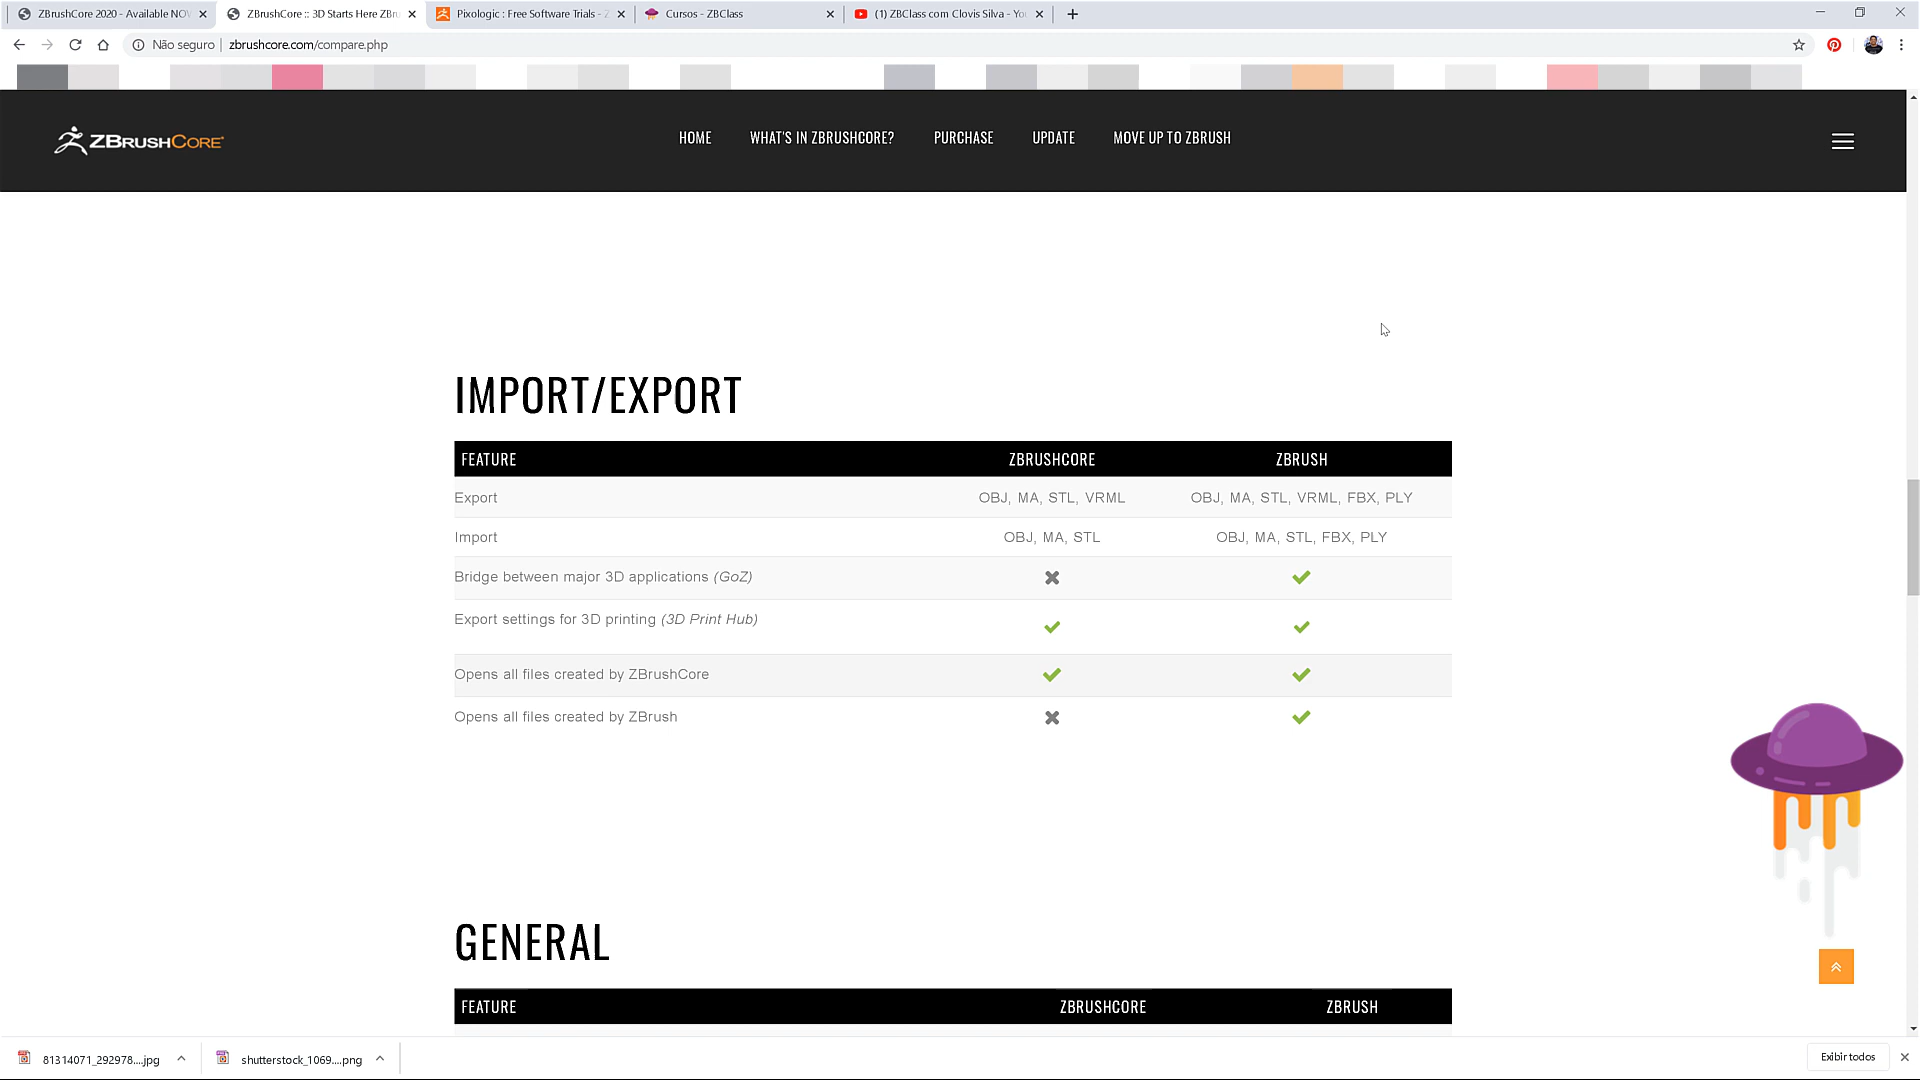 ZBrushCore 2020 - Available NOW
ZBrushCore :: 3D Starts Here ZBru
Pixologic : Free Software Trials - Z
Cursos - ZBClass
(1) ZBClass com Clovis Silva - You
Não seguro
zbrushcore.com/compare.php
ZBRUSHCORE
HOME
WHAT'S IN ZBRUSHCORE?
PURCHASE
UPDATE
MOVE UP TO ZBRUSH
IMPORT/EXPORT
FEATURE ZBRUSHCORE ZBRUSH
Export OBJ, MA, STL, VRML OBJ, MA, STL, VRML, FBX, PLY
Import OBJ, MA, STL OBJ, MA, STL, FBX, PLY
Bridge between major 3D applications (GoZ)
Export settings for 3D printing (3D Print Hub)
Opens all files created by ZBrushCore
Opens all files created by ZBrush
GENERAL
FEATURE ZBRUSHCORE ZBRUSH
81314071_292978....jpg
shutterstock_1069....png
Exibir todos